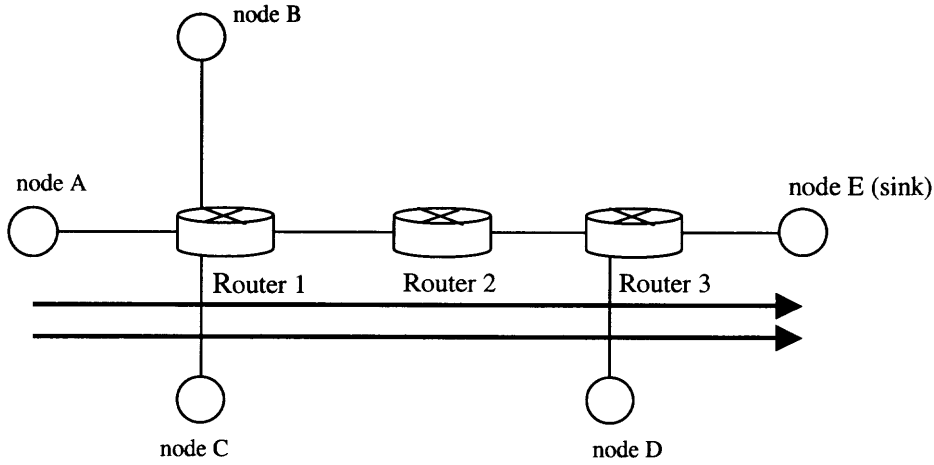 node B
node A
node E (sink)
Router 1
Router 2
Router 3
node C
node D